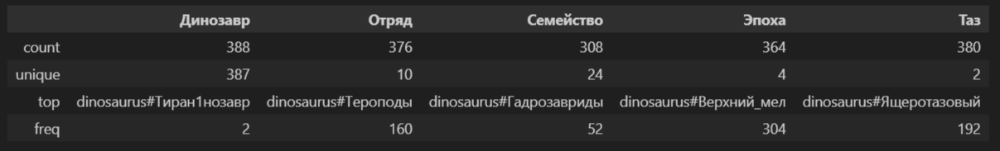 Динозавр Отряд Семейство Эпоха Таз
count 388 376 308 364 380
unique 387 10 24 4 2
top dinosaurus#Тиран1нозавр dinosaurus#Тероподы dinosaurus#Гадрозавриды dinosaurus#Верхний_мел dinosaurus#Ящеротазовый
freq 2 160 52 304 192